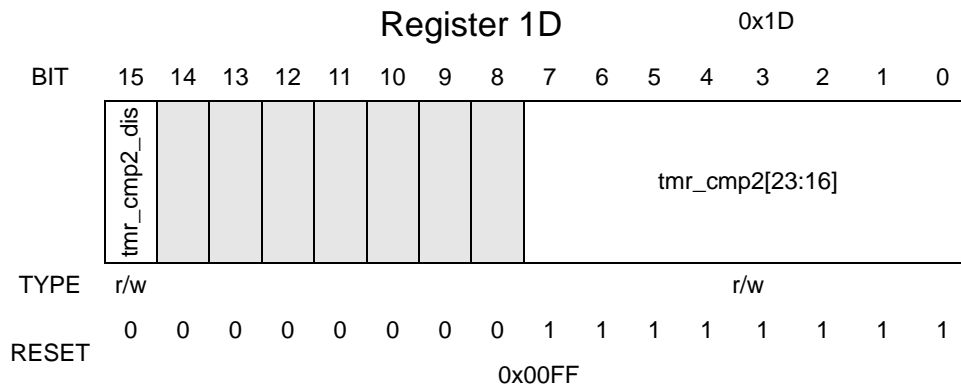 Register 1D 0x1D
BIT 15 14 13 12 11 10 9 8 7 6 5 4 3 2 1 0
tmr_cmp2_dis
tmr_cmp2[23:16]
TYPE r/w r/w
RESET 0 0 0 0 0 0 0 0 1 1 1 1 1 1 1 1
0x00FF